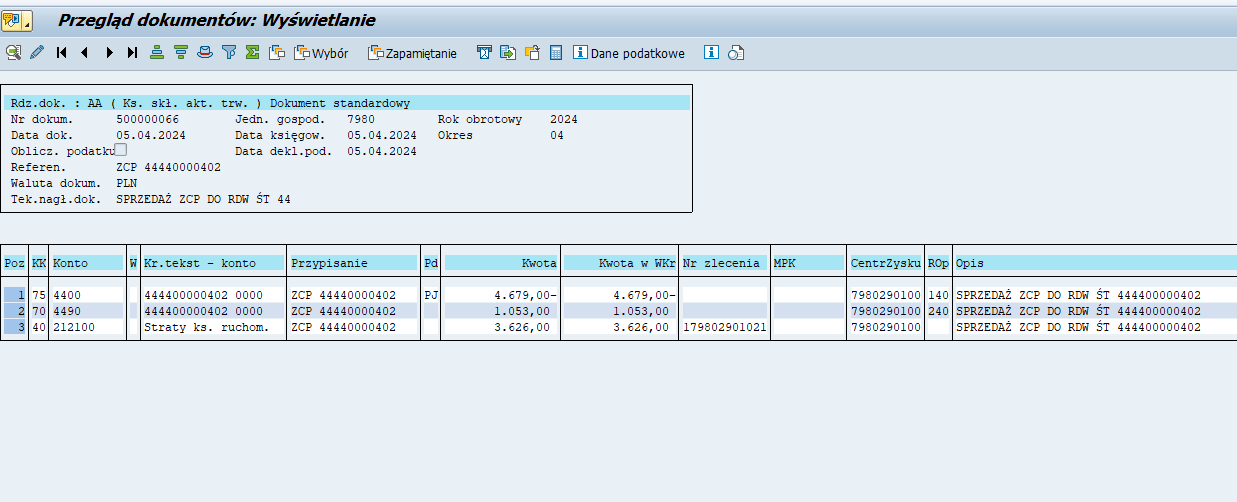 Przegląd dokumentów: Wyświetlanie
Wybór Zapamiętanie Dane podatkowe
Rdz.dok. : AA ( Ks. skł. akt. trw. ) Dokument standardowy
Nr dokum. 500000066 Jedn. gospod. 7980 Rok obrotowy 2024
Data dok. 05.04.2024 Data księgow. 05.04.2024 Okres 04
Oblicz. podatku Data dekl.pod. 05.04.2024
Referen. ZCP 44440000402
Waluta dokum. PLN
Tek.nagł.dok. SPRZEDAŻ ZCP DO RDW ŚT 44
Poz KK Konto W Kr.tekst - konto Przypisanie Pd Kwota Kwota w WKr Nr zlecenia MPK CentrZysku ROp Opis
1 75 4400 444400000402 0000 ZCP 44440000402 PJ 4.679,00- 4.679,00- 7980290100 140 SPRZEDAŻ ZCP DO RDW ŚT 444400000402
2 70 4490 444400000402 0000 ZCP 44440000402 1.053,00 1.053,00 7980290100 240 SPRZEDAŻ ZCP DO RDW ŚT 444400000402
3 40 212100 Straty ks. ruchom. ZCP 44440000402 3.626,00 3.626,00 179802901021 7980290100 SPRZEDAŻ ZCP DO RDW ŚT 444400000402